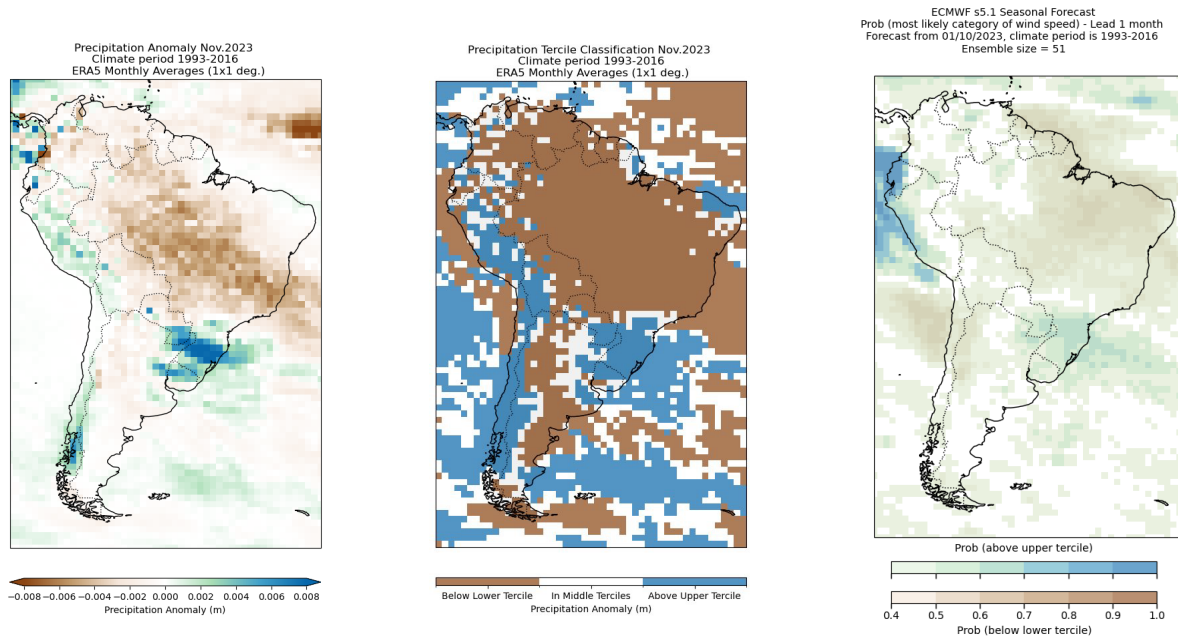 Precipitation Anomaly Nov.2023
Climate period 1993-2016
ERA5 Monthly Averages (1x1 deg.)
−0.008 −0.006 −0.004 −0.002 0.000 0.002 0.004 0.006 0.008
Precipitation Anomaly (m)
Precipitation Tercile Classification Nov.2023
Climate period 1993-2016
ERA5 Monthly Averages (1x1 deg.)
Below Lower Tercile In Middle Terciles Above Upper Tercile
Precipitation Anomaly (m)
ECMWF s5.1 Seasonal Forecast
Prob (most likely category of wind speed) - Lead 1 month
Forecast from 01/10/2023, climate period is 1993-2016
Ensemble size = 51
Prob (above upper tercile)
0.4 0.5 0.6 0.7 0.8 0.9 1.0
Prob (below lower tercile)